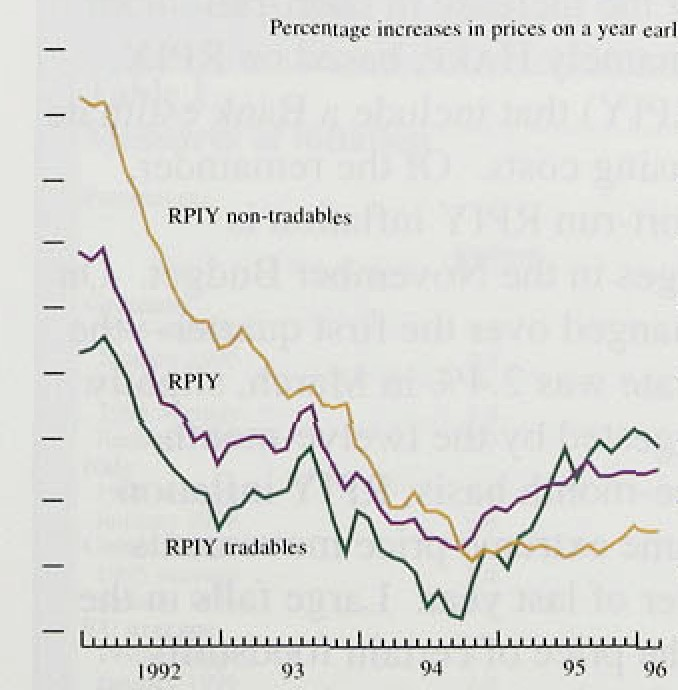 Percentage increases in prices on a year earl
RPIY non-tradables
RPIY
RPIY tradables
1992 93 94 95 96